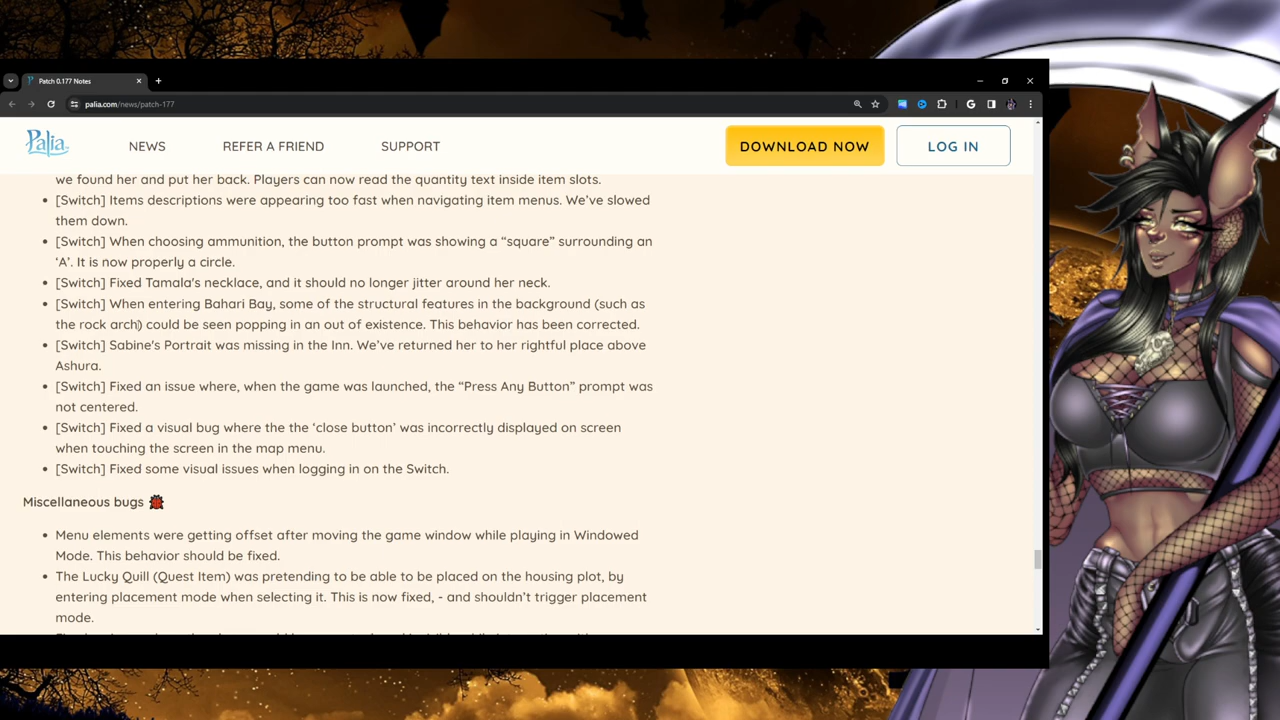 Patch 0.177 Notes
palia.com/news/patch-177
Palia
NEWS
REFER A FRIEND
SUPPORT
DOWNLOAD NOW
LOG IN
we found her and put her back. Players can now read the quantity text inside item slots.
• [Switch] Items descriptions were appearing too fast when navigating item menus. We've slowed
them down.
• [Switch] When choosing ammunition, the button prompt was showing a “square” surrounding an
‘A’. It is now properly a circle.
• [Switch] Fixed Tamala's necklace, and it should no longer jitter around her neck.
• [Switch] When entering Bahari Bay, some of the structural features in the background (such as
the rock arch) could be seen popping in an out of existence. This behavior has been corrected.
• [Switch] Sabine's Portrait was missing in the Inn. We've returned her to her rightful place above
Ashura.
• [Switch] Fixed an issue where, when the game was launched, the “Press Any Button” prompt was
not centered.
• [Switch] Fixed a visual bug where the the ‘close button’ was incorrectly displayed on screen
when touching the screen in the map menu.
• [Switch] Fixed some visual issues when logging in on the Switch.
Miscellaneous bugs 🐞
• Menu elements were getting offset after moving the game window while playing in Windowed
Mode. This behavior should be fixed.
• The Lucky Quill (Quest Item) was pretending to be able to be placed on the housing plot, by
entering placement mode when selecting it. This is now fixed, - and shouldn't trigger placement
mode.